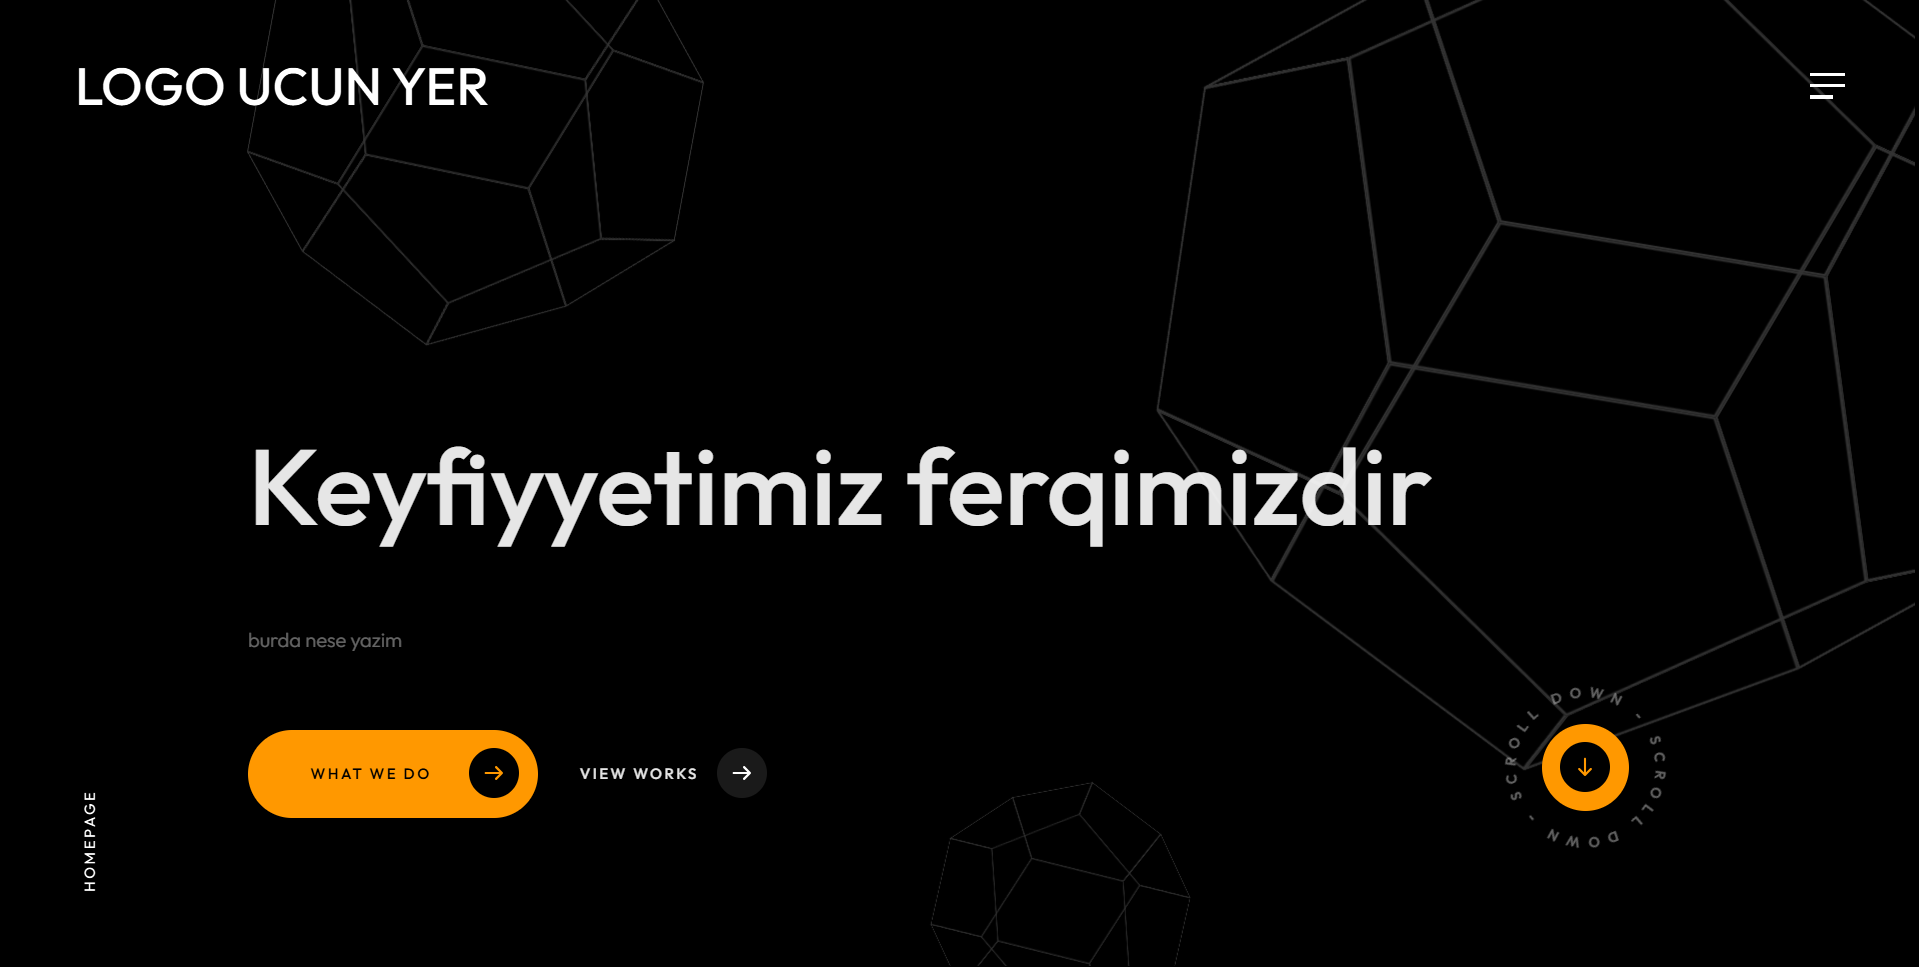 LOGO UCUN YER
Keyfiyyetimiz ferqimizdir
burda nese yazim
WHAT WE DO
VIEW WORKS
SCROLL DOWN - SCROLL DOWN -
HOMEPAGE